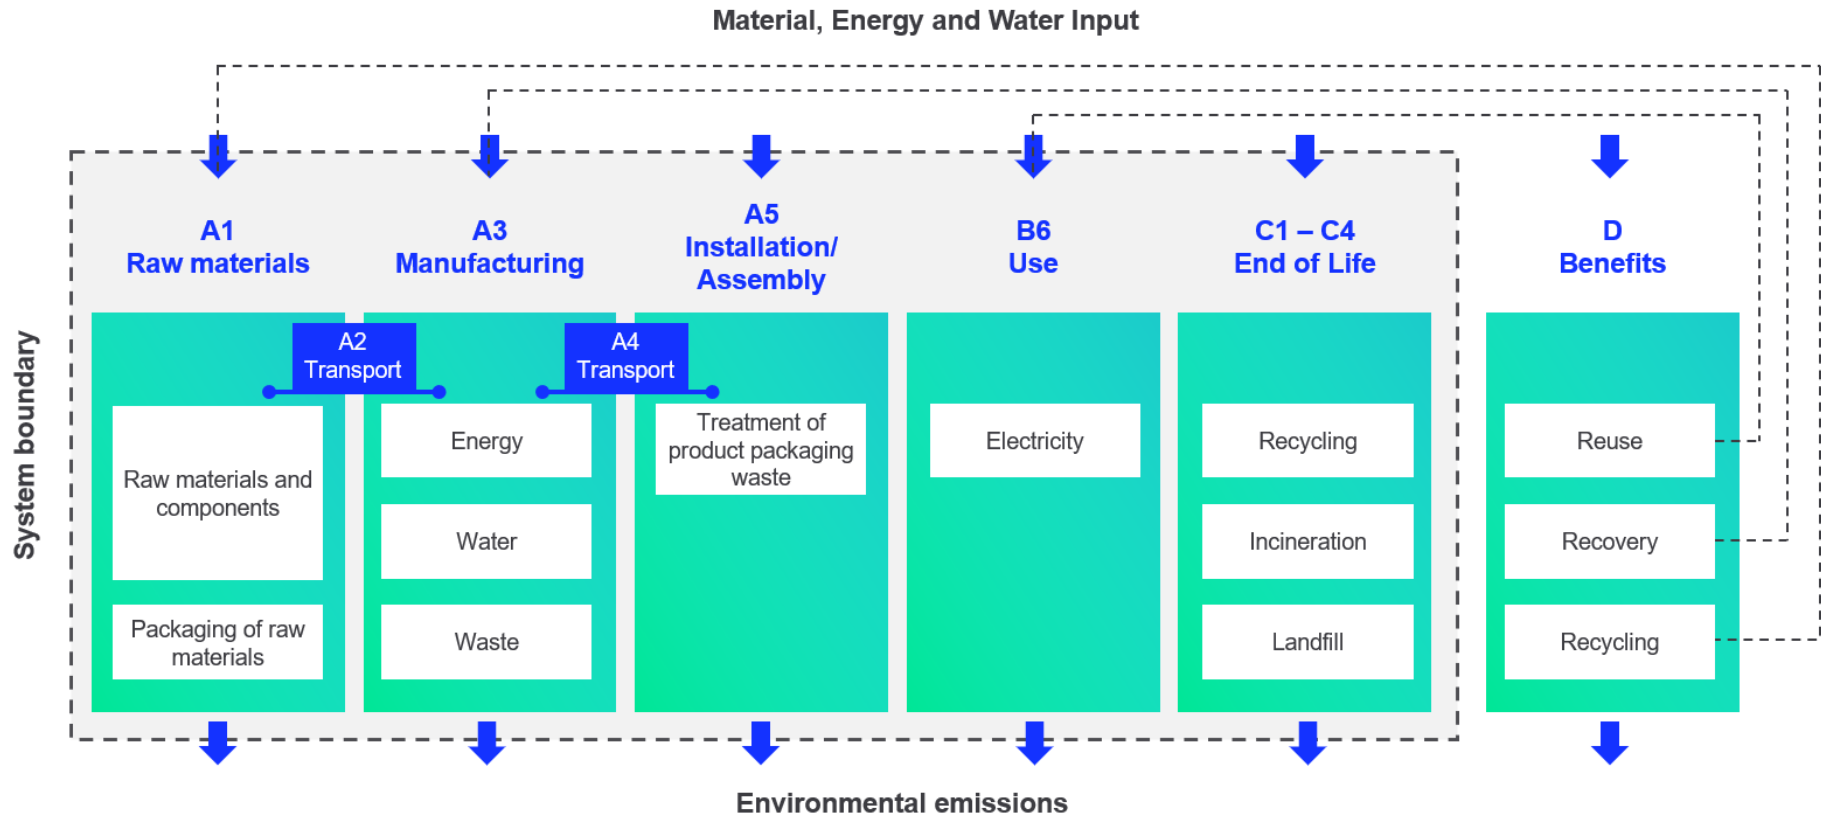 Material, Energy and Water Input
System boundary
A1
Raw materials
A3
Manufacturing
A5
Installation/
Assembly
B6
Use
C1 – C4
End of Life
D
Benefits
A2
Transport
A4
Transport
Raw materials and
components
Packaging of raw
materials
Energy
Water
Waste
Treatment of
product packaging
waste
Electricity
Recycling
Incineration
Landfill
Reuse
Recovery
Recycling
Environmental emissions